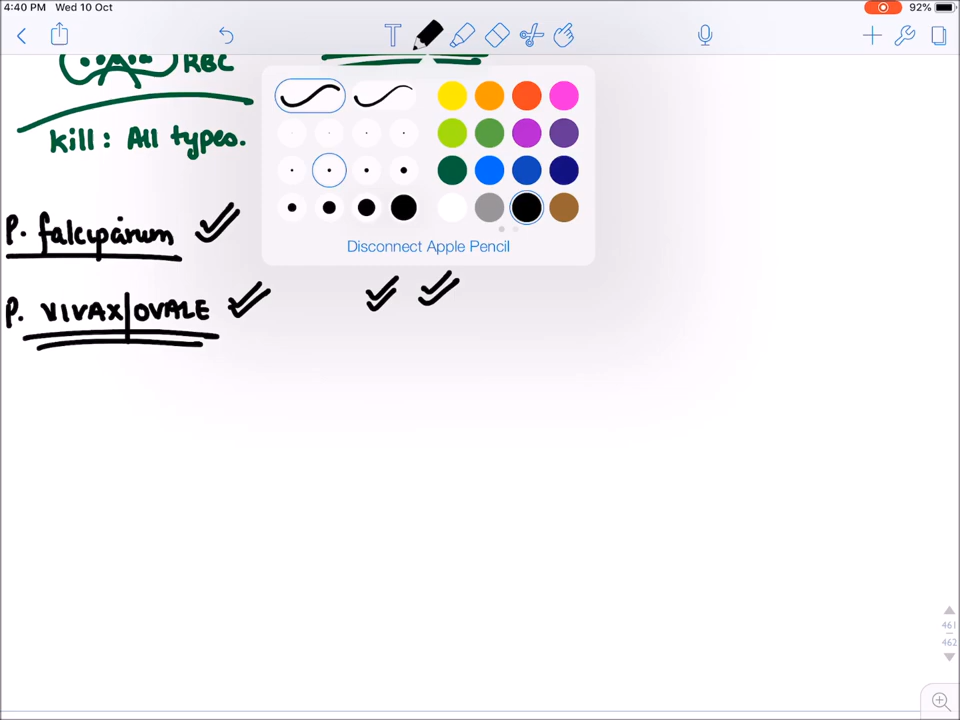 4:40 PM Wed 10 Oct
92%
T
RBC
Kill: All types.
Disconnect Apple Pencil
P. falciparum
P. VIVAX|OVALE
461
462